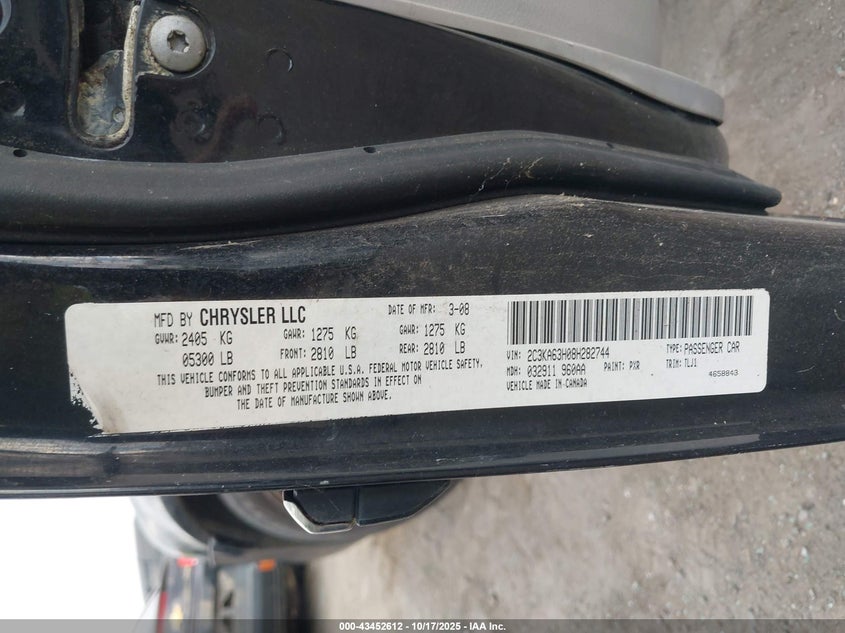 MFD BY CHRYSLER LLC
DATE OF MFR: 3-08
GVWR: 2405 KG
GAWR: 1275 KG
GAWR: 1275 KG
05300 LB
FRONT: 2810 LB
REAR: 2810 LB
THIS VEHICLE CONFORMS TO ALL APPLICABLE U.S.A. FEDERAL MOTOR VEHICLE SAFETY,
BUMPER AND THEFT PREVENTION STANDARDS IN EFFECT ON
THE DATE OF MANUFACTURE SHOWN ABOVE.
VIN: 2C3KA63H08H282744
TYPE: PASSENGER CAR
MDH: 032911 960AA
PAINT: PXR
TRIM: TLJ1
VEHICLE MADE IN CANADA
4658843
000-43452612 - 10/17/2025 - IAA Inc.